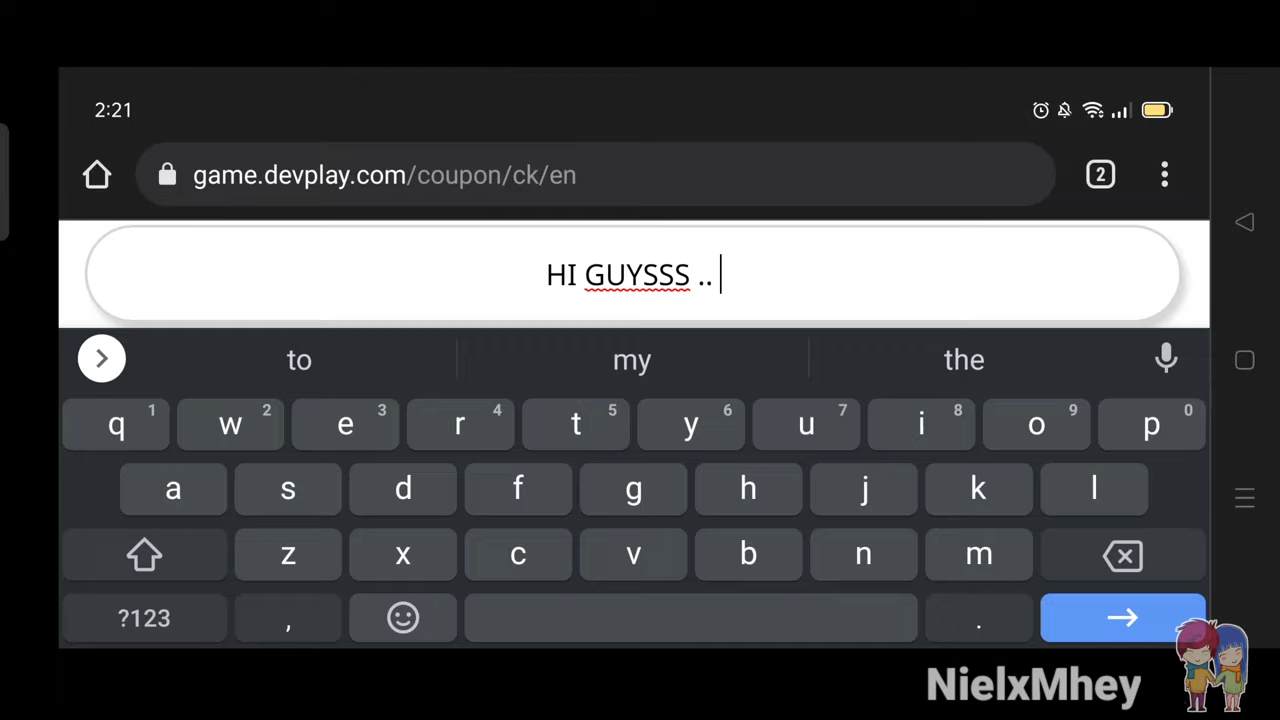 2:21
game.devplay.com/coupon/ck/en
2
HI GUYSSS ..
to my the
q 1 w 2 e 3 r 4 t 5 y 6 u 7 i 8 o 9 p 0
a s d f g h j k l
z x c v b n m
?123 , .
NielxMhey